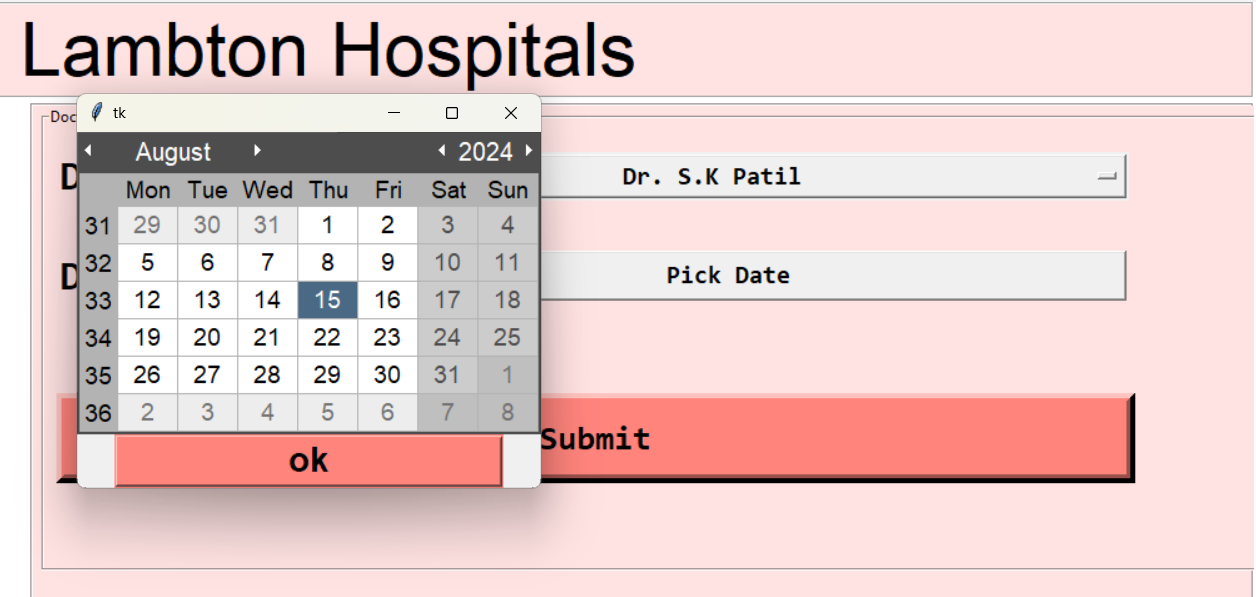 Lambton Hospitals
Doc
tk
August 2024
Mon Tue Wed Thu Fri Sat Sun
31 29 30 31 1 2 3 4
32 5 6 7 8 9 10 11
33 12 13 14 15 16 17 18
34 19 20 21 22 23 24 25
35 26 27 28 29 30 31 1
36 2 3 4 5 6 7 8
ok
D
Dr. S.K Patil
D
Pick Date
Submit